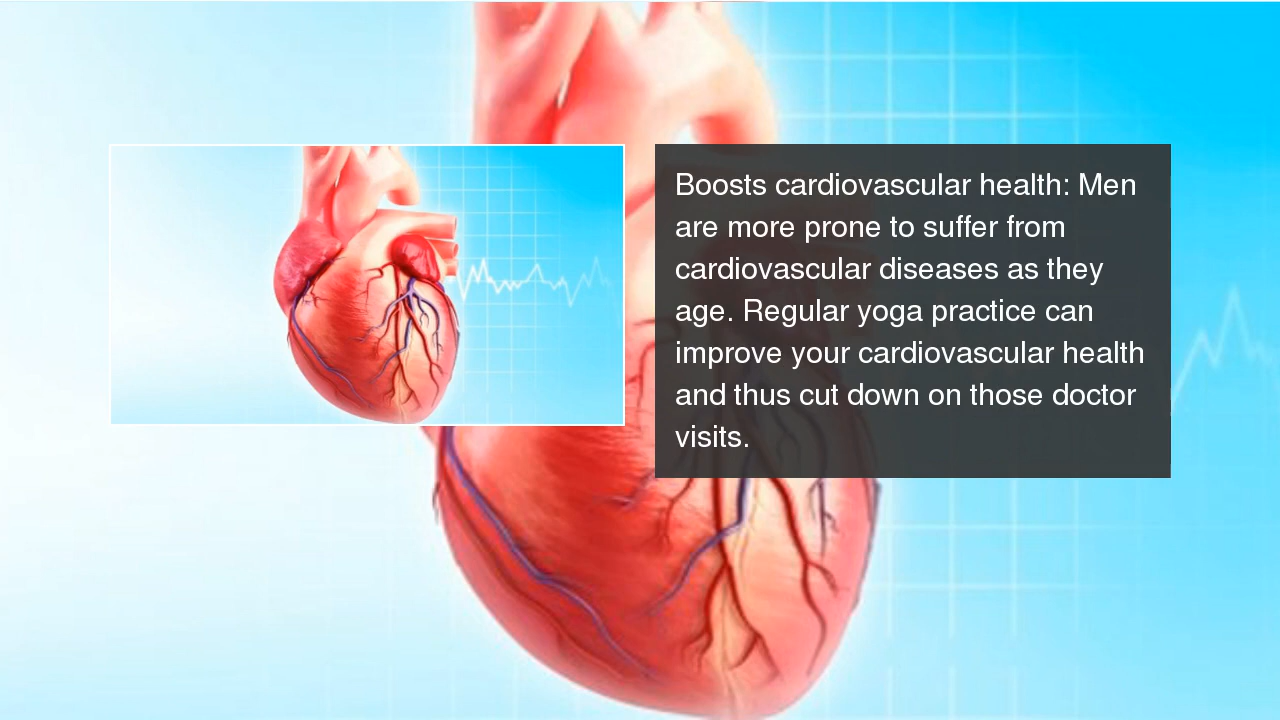 Boosts cardiovascular health: Men
are more prone to suffer from
cardiovascular diseases as they
age. Regular yoga practice can
improve your cardiovascular health
and thus cut down on those doctor
visits.